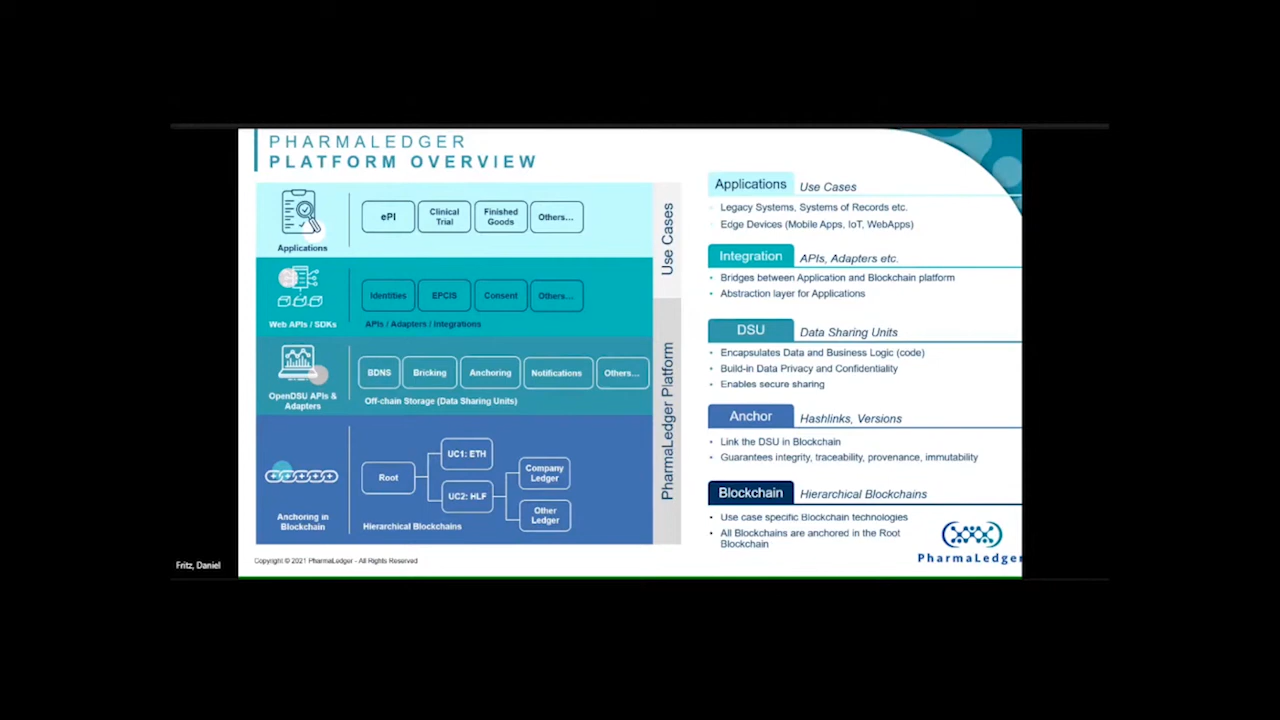 PHARMALEDGER
PLATFORM OVERVIEW
Applications
ePI
Clinical
Trial
Finished
Goods
Others...
Use Cases
Web APIs / SDKs
Identities
EPCIS
Consent
Others...
APIs / Adapters / Integrations
OpenDSU APIs &
Adapters
BDNS
Bricking
Anchoring
Notifications
Others...
Off-chain Storage (Data Sharing Units)
PharmaLedger Platform
Anchoring in
Blockchain
Root
UC1: ETH
UC2: HLF
Company
Ledger
Other
Ledger
Hierarchical Blockchains
Applications Use Cases
Legacy Systems, Systems of Records etc.
Edge Devices (Mobile Apps, IoT, WebApps)
Integration APIs, Adapters etc.
• Bridges between Application and Blockchain platform
• Abstraction layer for Applications
DSU Data Sharing Units
• Encapsulates Data and Business Logic (code)
• Build-in Data Privacy and Confidentiality
• Enables secure sharing
Anchor Hashlinks, Versions
• Link the DSU in Blockchain
• Guarantees integrity, traceability, provenance, immutability
Blockchain Hierarchical Blockchains
• Use case specific Blockchain technologies
• All Blockchains are anchored in the Root
Blockchain
PharmaLedger
Copyright © 2021 PharmaLedger - All Rights Reserved
Fritz, Daniel